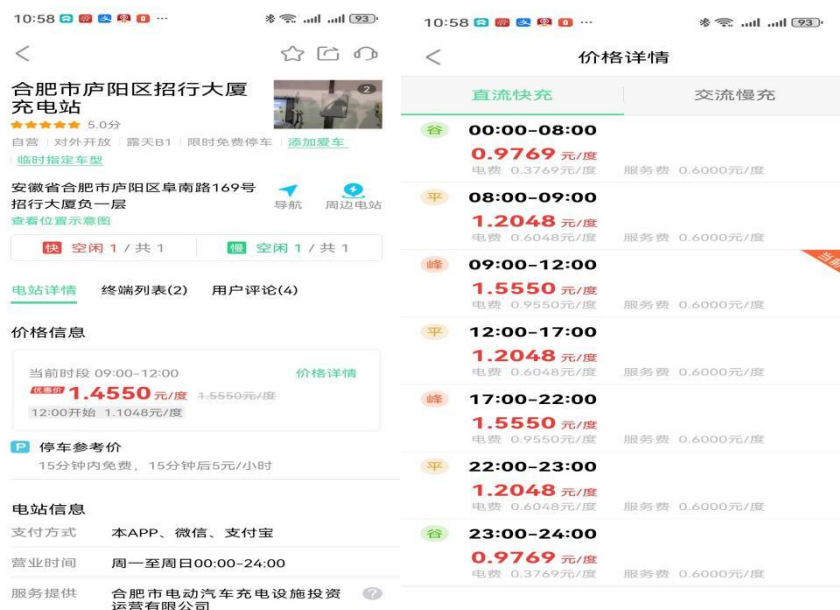 10:58
93
合肥市庐阳区招行大厦
充电站
2
5.0分
自营 对外开放 露天B1 限时免费停车 添加爱车
临时指定车型
安徽省合肥市庐阳区阜南路169号
招行大厦负一层
导航 周边电站
查看位置示意图
快 空闲 1 / 共 1 慢 空闲 1 / 共 1
电站详情 终端列表(2) 用户评论(4)
价格信息
当前时段 09:00-12:00 价格详情
优惠价 1.4550 元/度 1.5550元/度
12:00开始 1.1048元/度
P 停车参考价
15分钟内免费，15分钟后5元/小时
电站信息
支付方式 本APP、微信、支付宝
营业时间 周一至周日00:00-24:00
服务提供 合肥市电动汽车充电设施投资
运营有限公司
10:58
93
价格详情
直流快充 交流慢充
谷 00:00-08:00
0.9769 元/度
电费 0.3769元/度 服务费 0.6000元/度
平 08:00-09:00
1.2048 元/度
电费 0.6048元/度 服务费 0.6000元/度
峰 09:00-12:00
1.5550 元/度
电费 0.9550元/度 服务费 0.6000元/度
平 12:00-17:00
1.2048 元/度
电费 0.6048元/度 服务费 0.6000元/度
峰 17:00-22:00
1.5550 元/度
电费 0.9550元/度 服务费 0.6000元/度
平 22:00-23:00
1.2048 元/度
电费 0.6048元/度 服务费 0.6000元/度
谷 23:00-24:00
0.9769 元/度
电费 0.3769元/度 服务费 0.6000元/度